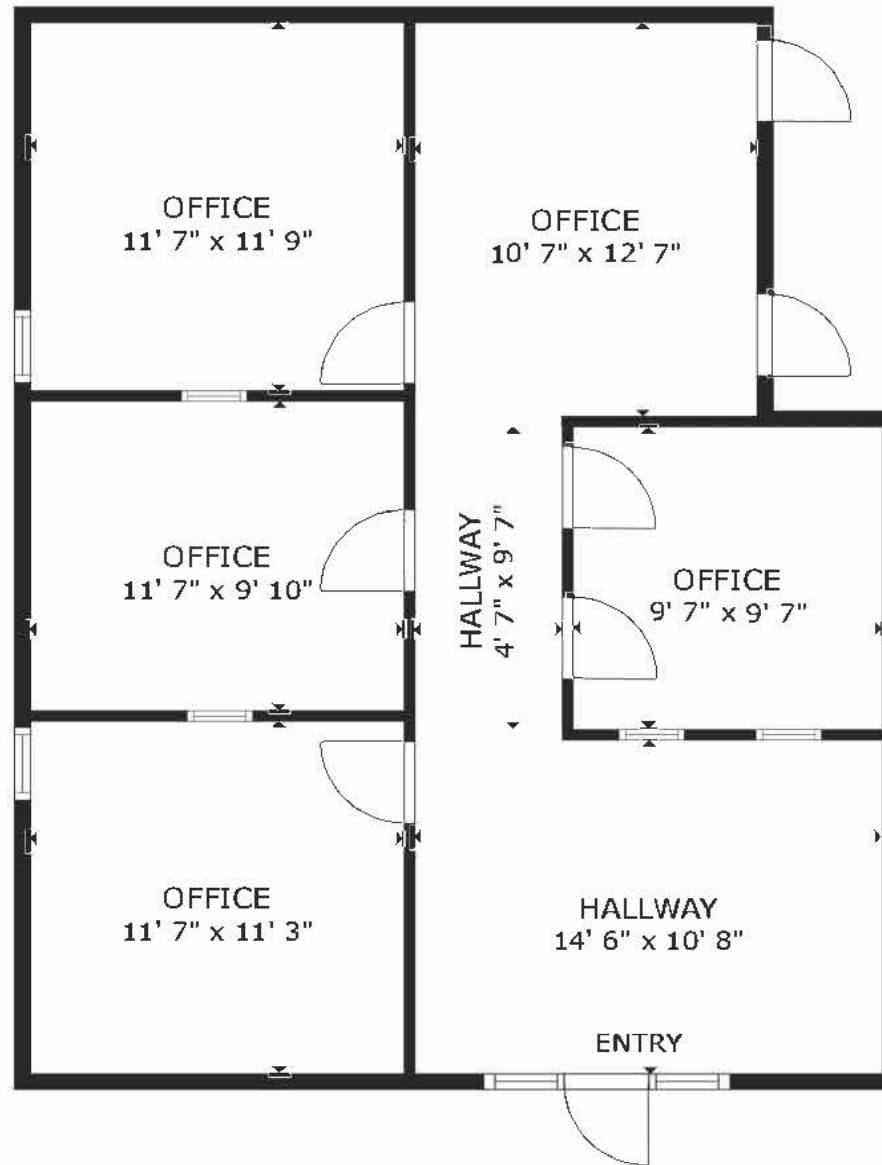 OFFICE
11' 7" x 11' 9"
OFFICE
10' 7" x 12' 7"
OFFICE
11' 7" x 9' 10"
HALLWAY
4' 7" x 9' 7"
OFFICE
9' 7" x 9' 7"
OFFICE
11' 7" x 11' 3"
HALLWAY
14' 6" x 10' 8"
ENTRY